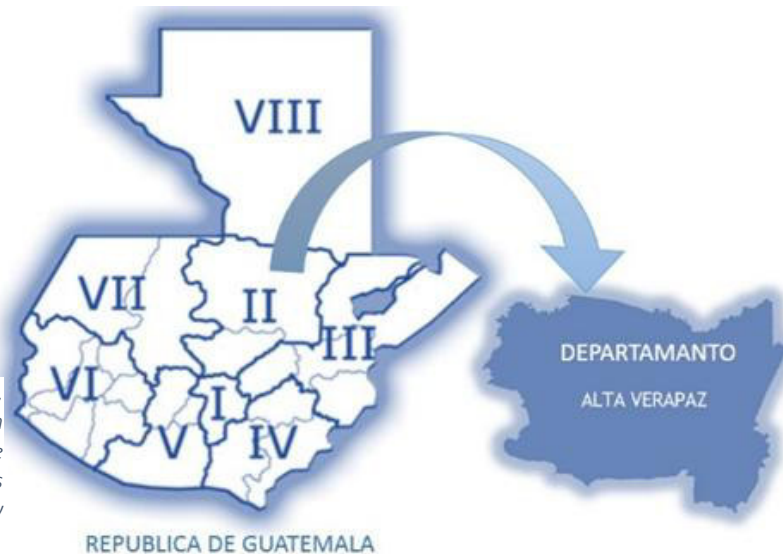 VIII
VII
II
III
VI
I
V
IV
DEPARTAMANTO
ALTA VERAPAZ
REPUBLICA DE GUATEMALA